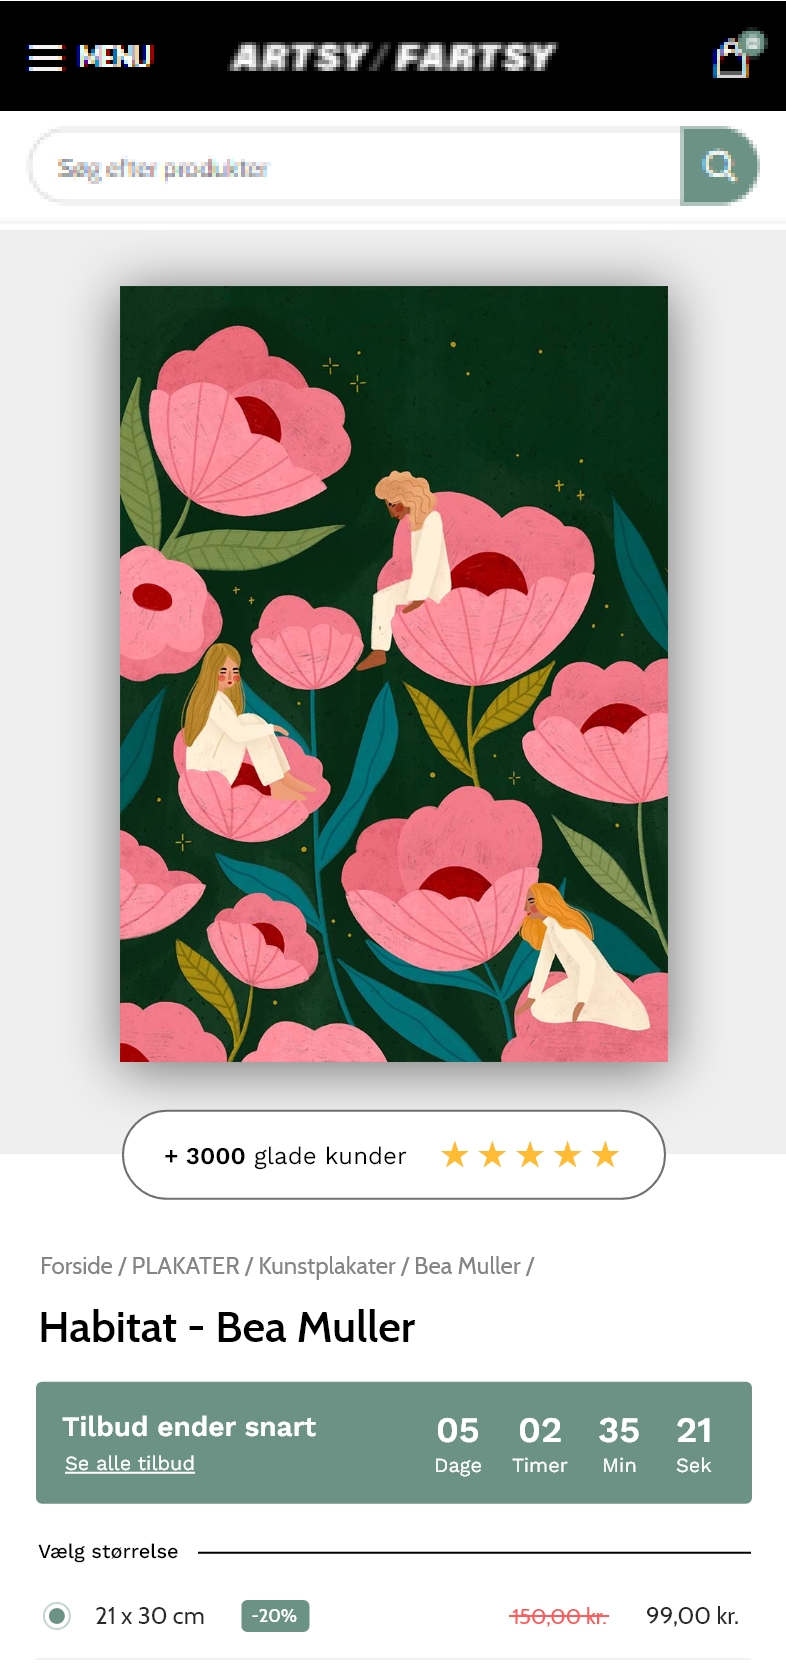 MENU
ARTSY/FARTSY
Søg efter produkter
+ 3000 glade kunder
Forside / PLAKATER / Kunstplakater / Bea Muller /
Habitat - Bea Muller
Tilbud ender snart
Se alle tilbud
05 02 35 21
Dage Timer Min Sek
Vælg størrelse
21 x 30 cm -20% 150,00 kr. 99,00 kr.